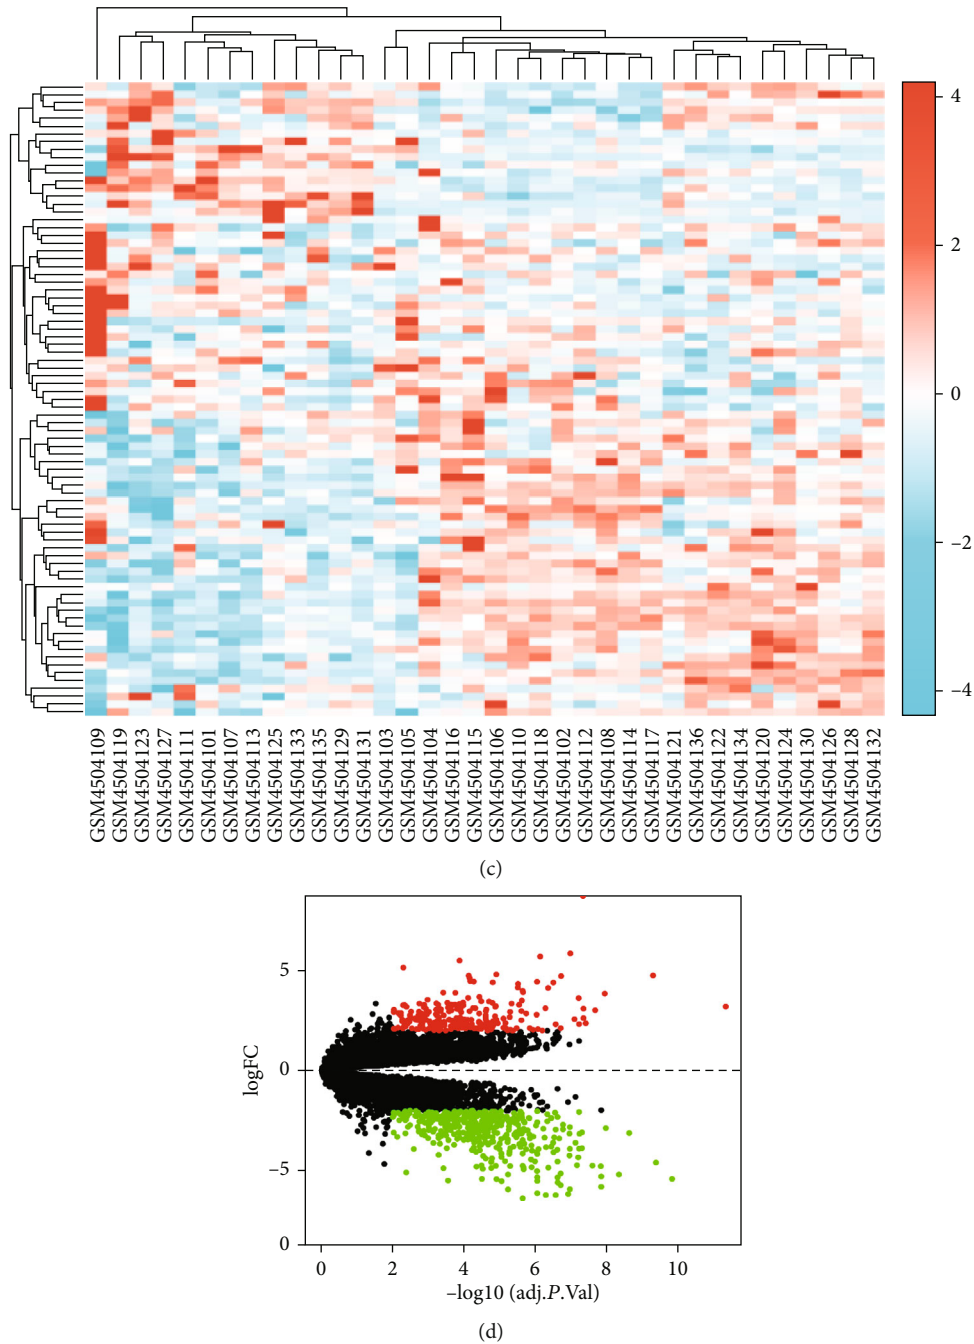 4
2
0
−2
−4
GSM4504109
GSM4504119
GSM4504123
GSM4504127
GSM4504111
GSM4504101
GSM4504107
GSM4504113
GSM4504125
GSM4504133
GSM4504135
GSM4504129
GSM4504131
GSM4504103
GSM4504105
GSM4504104
GSM4504116
GSM4504115
GSM4504106
GSM4504110
GSM4504118
GSM4504102
GSM4504112
GSM4504108
GSM4504114
GSM4504117
GSM4504121
GSM4504136
GSM4504122
GSM4504134
GSM4504120
GSM4504124
GSM4504130
GSM4504126
GSM4504128
GSM4504132
(c)
5
0
−5
0
logFC
0 2 4 6 8 10
−log10 (adj.P.Val)
(d)